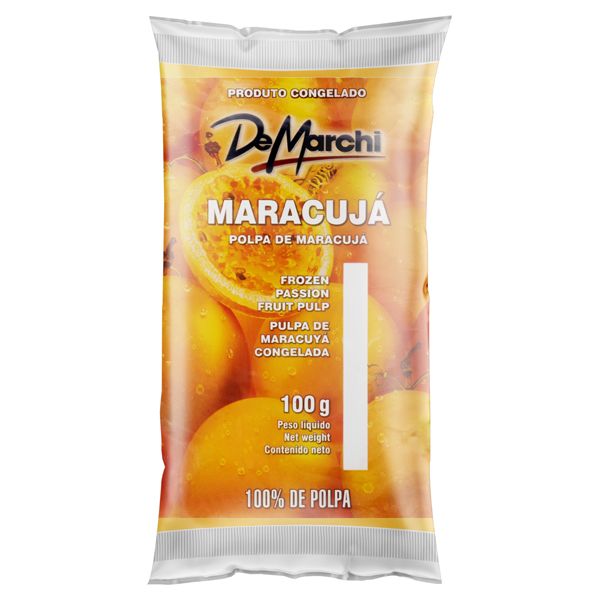 PRODUTO CONGELADO
DeMarchi
MARACUJÁ
POLPA DE MARACUJÁ
FROZEN
PASSION
FRUIT PULP
PULPA DE
MARACUYÁ
CONGELADA
100 g
Peso líquido
Net weight
Contenido neto
100% DE POLPA